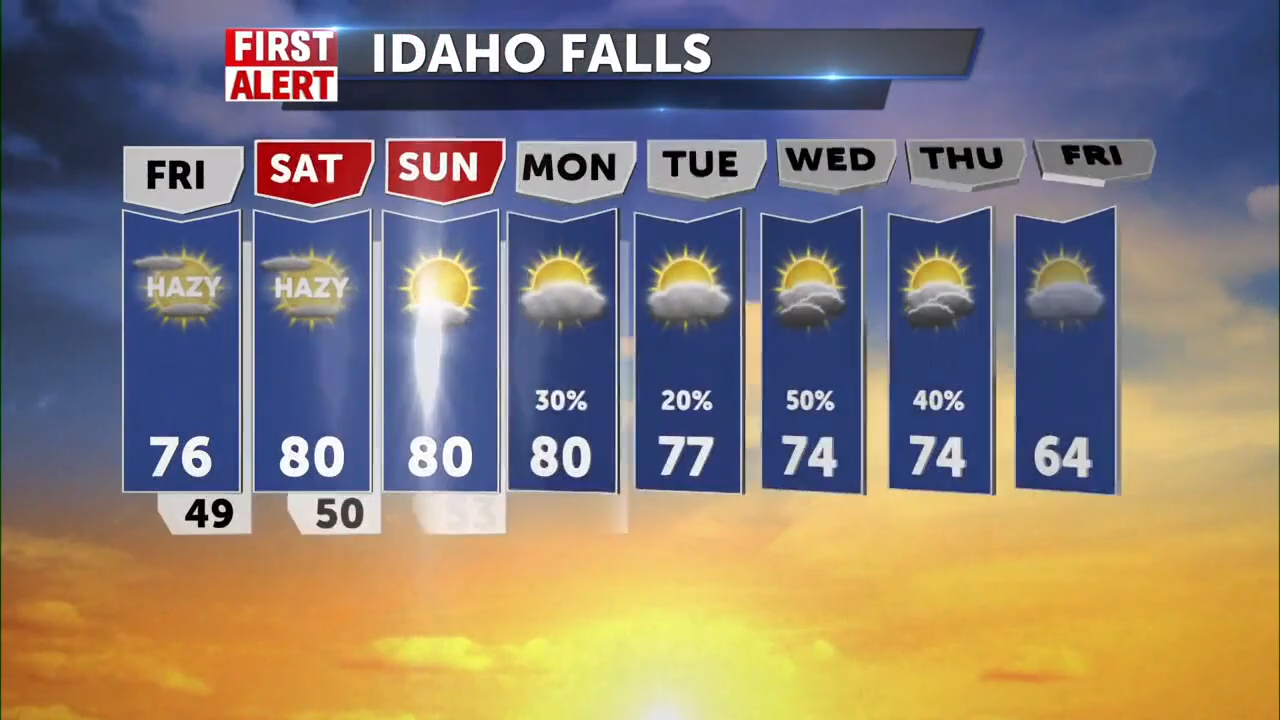 FIRST
ALERT
IDAHO FALLS
FRI SAT SUN MON TUE WED THU FRI
HAZY HAZY
30% 20% 50% 40%
76 80 80 80 77 74 74 64
49 50 53